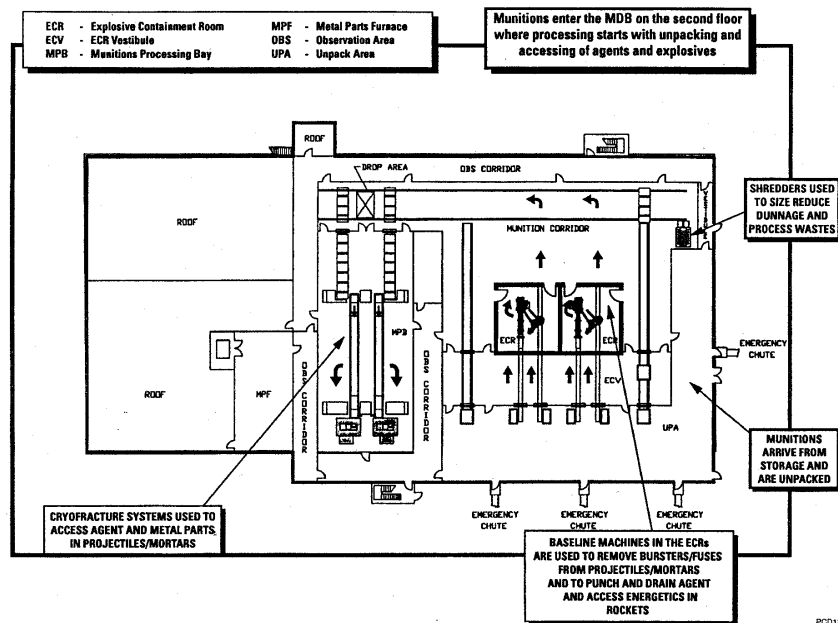 ECR - Explosive Containment Room
ECV - ECR Vestibule
MPB - Munitions Processing Bay
MPF - Metal Parts Furnace
OBS - Observation Area
UPA - Unpack Area
Munitions enter the MDB on the second floor
where processing starts with unpacking and
accessing of agents and explosives
ROOF
DROP AREA
OBS CORRIDOR
VESTIBULE
SHREDDERS USED
TO SIZE REDUCE
DUNNAGE AND
PROCESS WASTES
ROOF
MUNITION CORRIDOR
MPB
ECR
ECR
OBS CORRIDOR
OBS CORRIDOR
EMERGENCY
CHUTE
ECV
ROOF
MPF
UPA
MUNITIONS
ARRIVE FROM
STORAGE AND
ARE UNPACKED
CRYOFRACTURE SYSTEMS USED TO
ACCESS AGENT AND METAL PARTS
IN PROJECTILES/MORTARS
EMERGENCY
CHUTE
EMERGENCY
CHUTE
EMERGENCY
CHUTE
BASELINE MACHINES IN THE ECRs
ARE USED TO REMOVE BURSTERS/FUSES
FROM PROJECTILES/MORTARS
AND TO PUNCH AND DRAIN AGENT
AND ACCESS ENERGETICS IN
ROCKETS